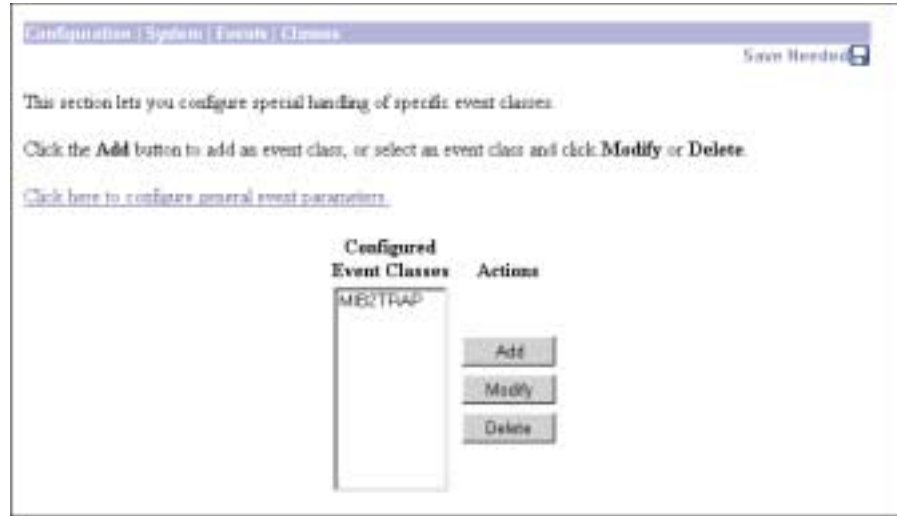 Configuration | System | Events | Classes
Save Needed
This section lets you configure special handling of specific event classes.
Click the Add button to add an event class, or select an event class and click Modify or Delete.
Click here to configure general event parameters.
Configured
Event Classes Actions
MIB2TRAP
Add
Modify
Delete